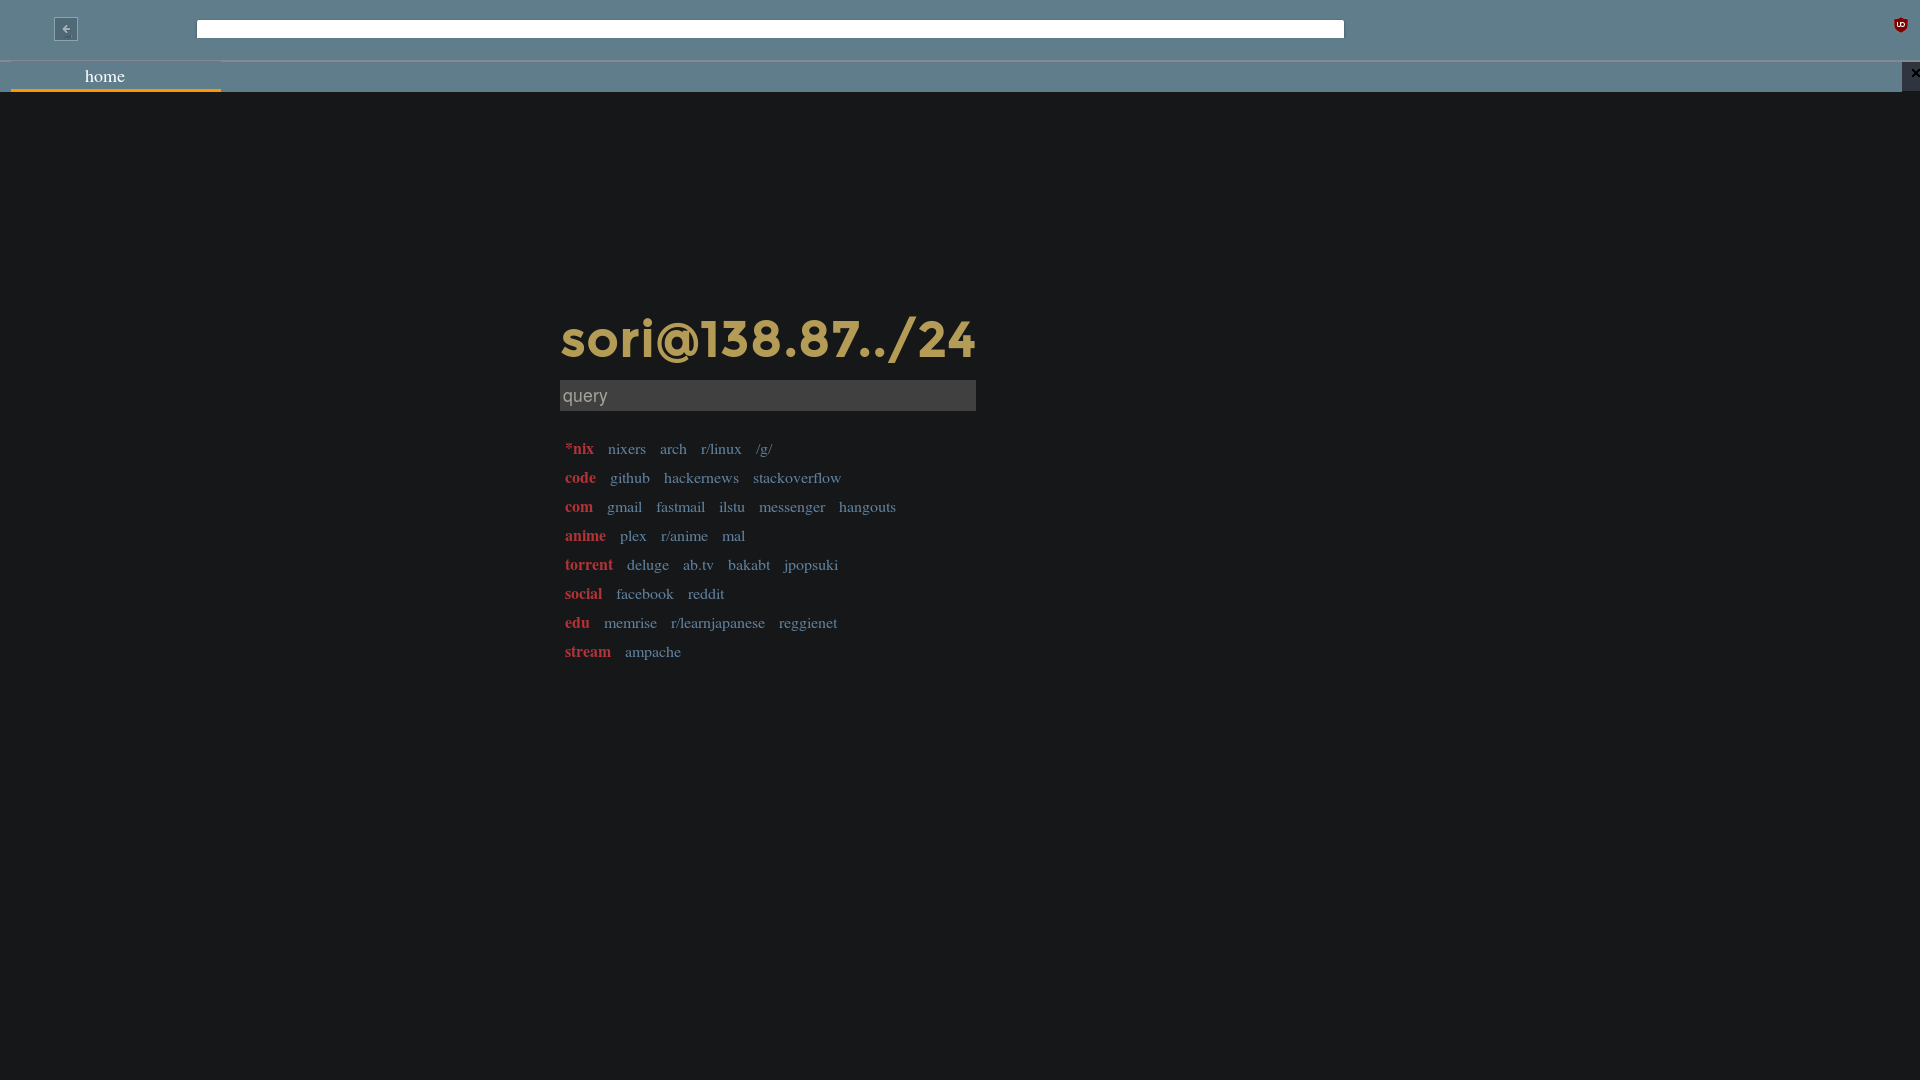 home
sori@138.87../24
query
*nix nixers arch r/linux /g/
code github hackernews stackoverflow
com gmail fastmail ilstu messenger hangouts
anime plex r/anime mal
torrent deluge ab.tv bakabt jpopsuki
social facebook reddit
edu memrise r/learnjapanese reggienet
stream ampache